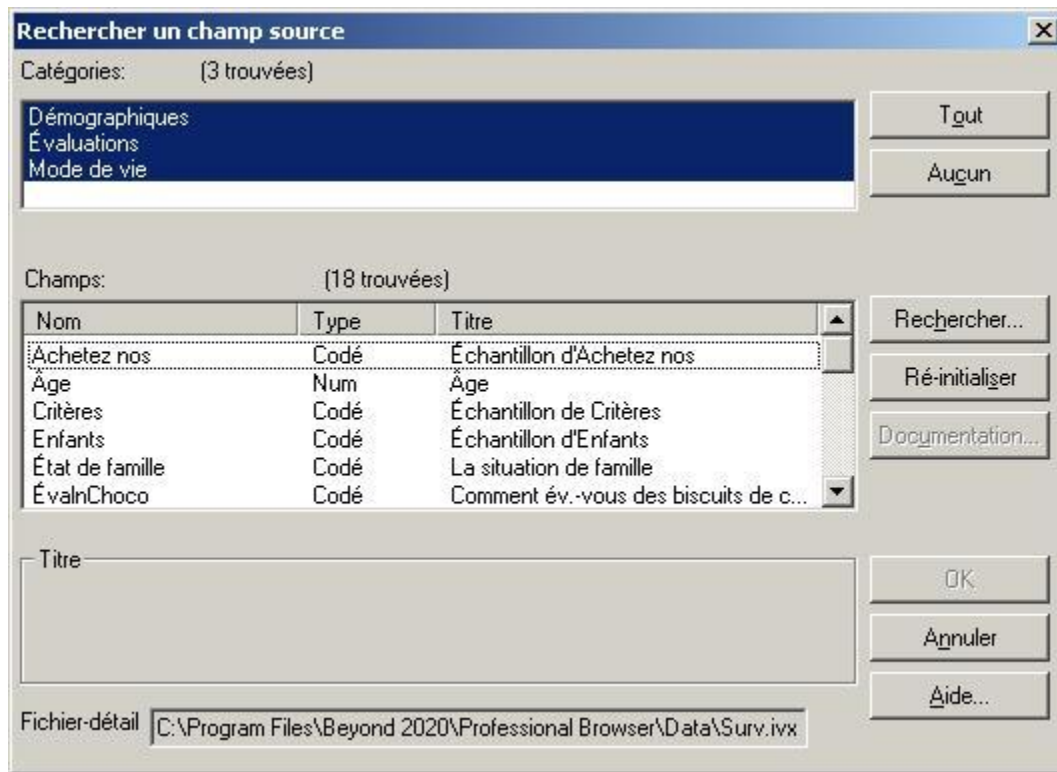 Rechercher un champ source
Catégories: (3 trouvées)
Démographiques
Évaluations
Mode de vie
Tout
Aucun
Champs: (18 trouvées)
Nom Type Titre
Achetez nos Codé Échantillon d'Achetez nos
Âge Num Âge
Critères Codé Échantillon de Critères
Enfants Codé Échantillon d'Enfants
État de famille Codé La situation de famille
ÉvalnChoco Codé Comment év.-vous des biscuits de c...
Rechercher...
Ré-initialiser
Documentation...
Titre
OK
Annuler
Aide...
Fichier-détail C:\Program Files\Beyond 2020\Professional Browser\Data\Surv.ivx